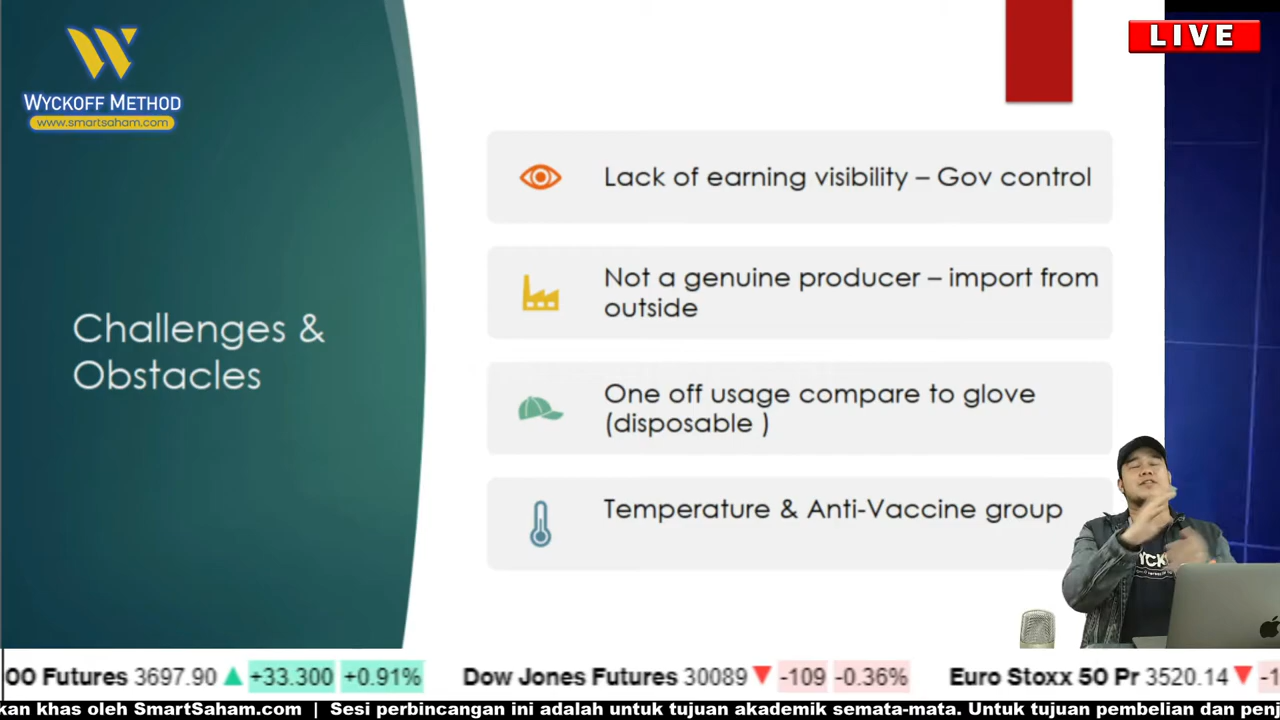 WYCKOFF METHOD
www.smartsaham.com
LIVE
Lack of earning visibility – Gov control
Not a genuine producer – import from
outside
Challenges &
Obstacles
One off usage compare to glove
(disposable )
Temperature & Anti-Vaccine group
OO Futures 3697.90 ▲ +33.300 +0.91% Dow Jones Futures 30089 ▼ -109 -0.36% Euro Stoxx 50 Pr 3520.14 ▼ -1
kan khas oleh SmartSaham.com | Sesi perbincangan ini adalah untuk tujuan akademik semata-mata. Untuk tujuan pembelian dan penj